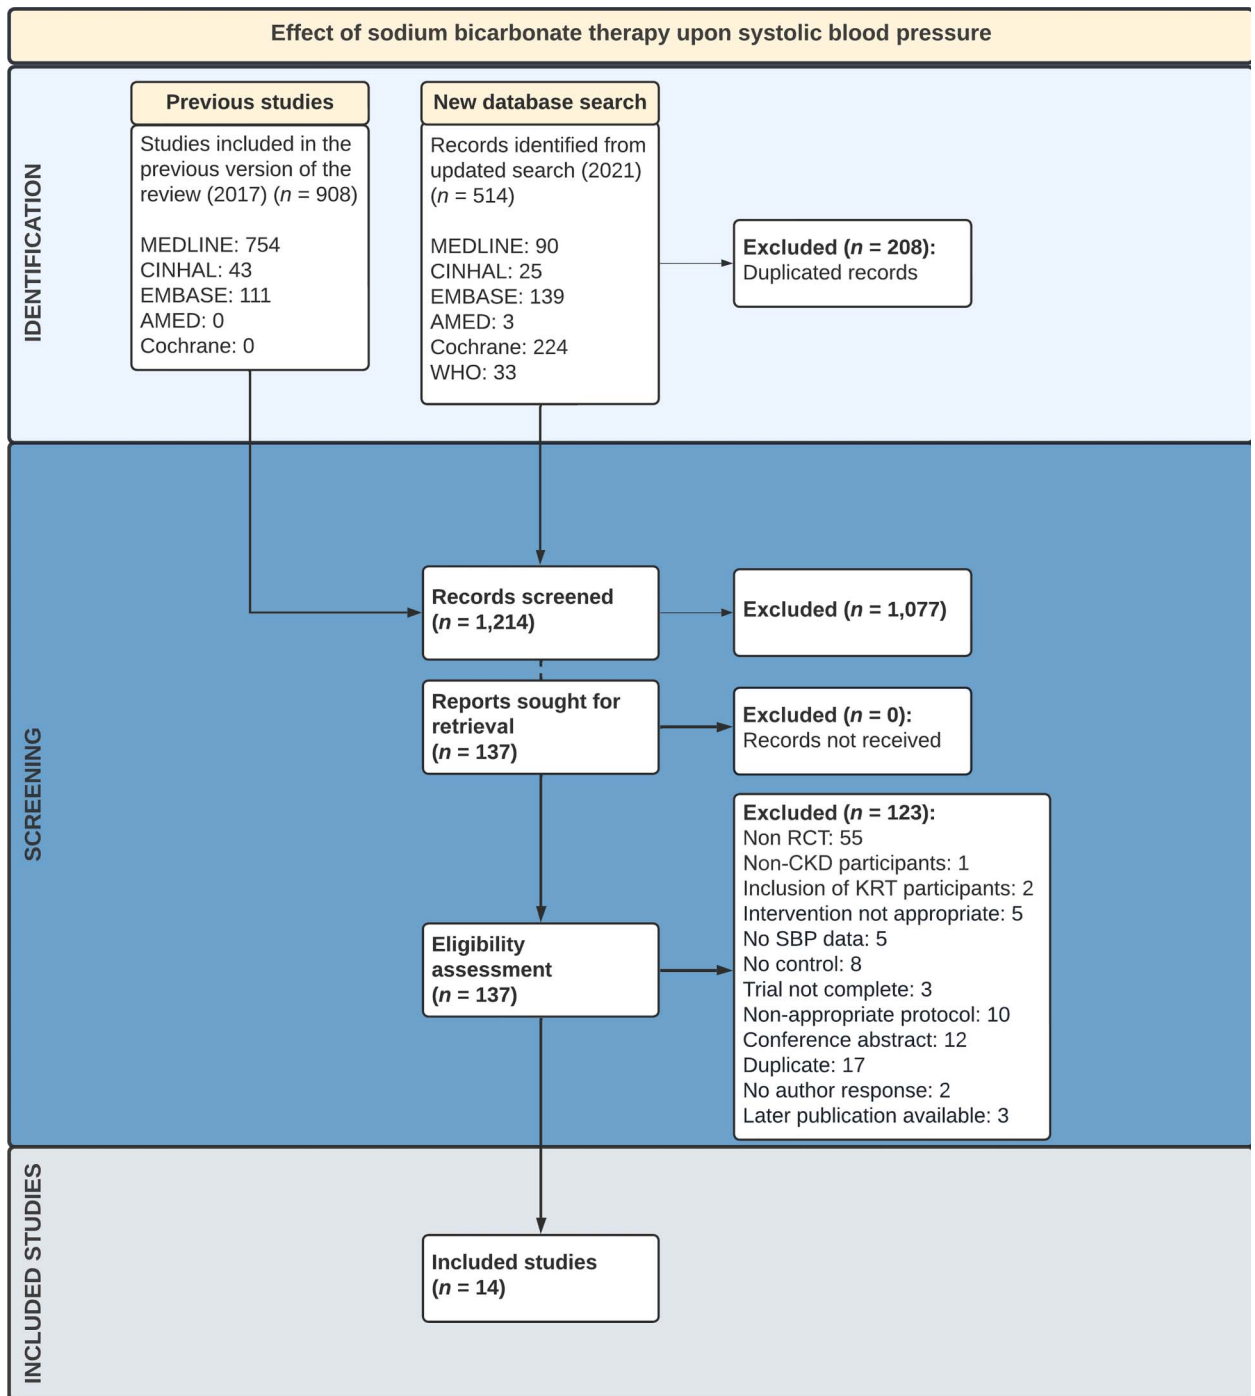 Effect of sodium bicarbonate therapy upon systolic blood pressure
IDENTIFICATION
Previous studies
Studies included in the
previous version of the
review (2017) (n = 908)
MEDLINE: 754
CINHAL: 43
EMBASE: 111
AMED: 0
Cochrane: 0
New database search
Records identified from
updated search (2021)
(n = 514)
MEDLINE: 90
CINHAL: 25
EMBASE: 139
AMED: 3
Cochrane: 224
WHO: 33
Excluded (n = 208):
Duplicated records
SCREENING
Records screened
(n = 1,214)
Excluded (n = 1,077)
Reports sought for
retrieval
(n = 137)
Excluded (n = 0):
Records not received
Eligibility
assessment
(n = 137)
Excluded (n = 123):
Non RCT: 55
Non-CKD participants: 1
Inclusion of KRT participants: 2
Intervention not appropriate: 5
No SBP data: 5
No control: 8
Trial not complete: 3
Non-appropriate protocol: 10
Conference abstract: 12
Duplicate: 17
No author response: 2
Later publication available: 3
INCLUDED STUDIES
Included studies
(n = 14)